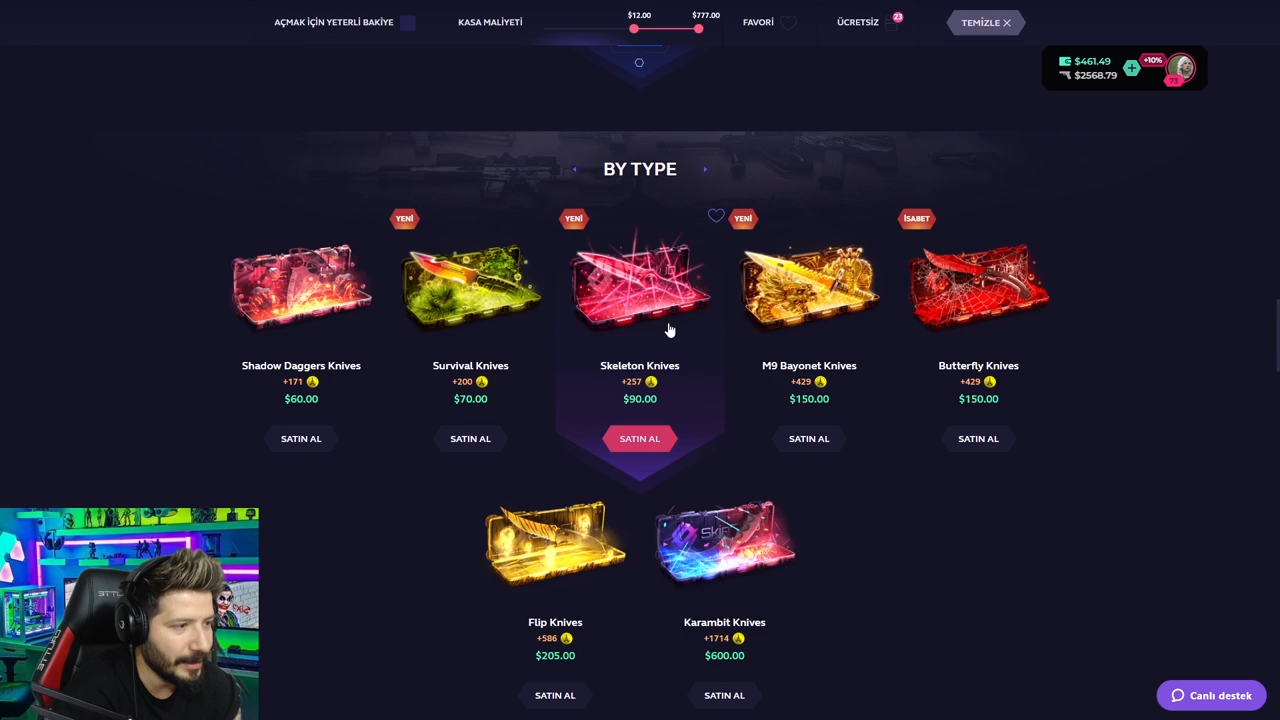 AÇMAK İÇİN YETERLİ BAKİYE
KASA MALİYETİ
$12.00
$777.00
FAVORİ
ÜCRETSİZ
23
TEMİZLE
$461.49
$2568.79
+10%
BY TYPE
YENİ
YENİ
YENİ
İSABET
Shadow Daggers Knives
+171
$60.00
SATIN AL
Survival Knives
+200
$70.00
SATIN AL
Skeleton Knives
+257
$90.00
SATIN AL
M9 Bayonet Knives
+429
$150.00
SATIN AL
Butterfly Knives
+429
$150.00
SATIN AL
Flip Knives
+586
$205.00
SATIN AL
Karambit Knives
+1714
$600.00
SATIN AL
Canlı destek